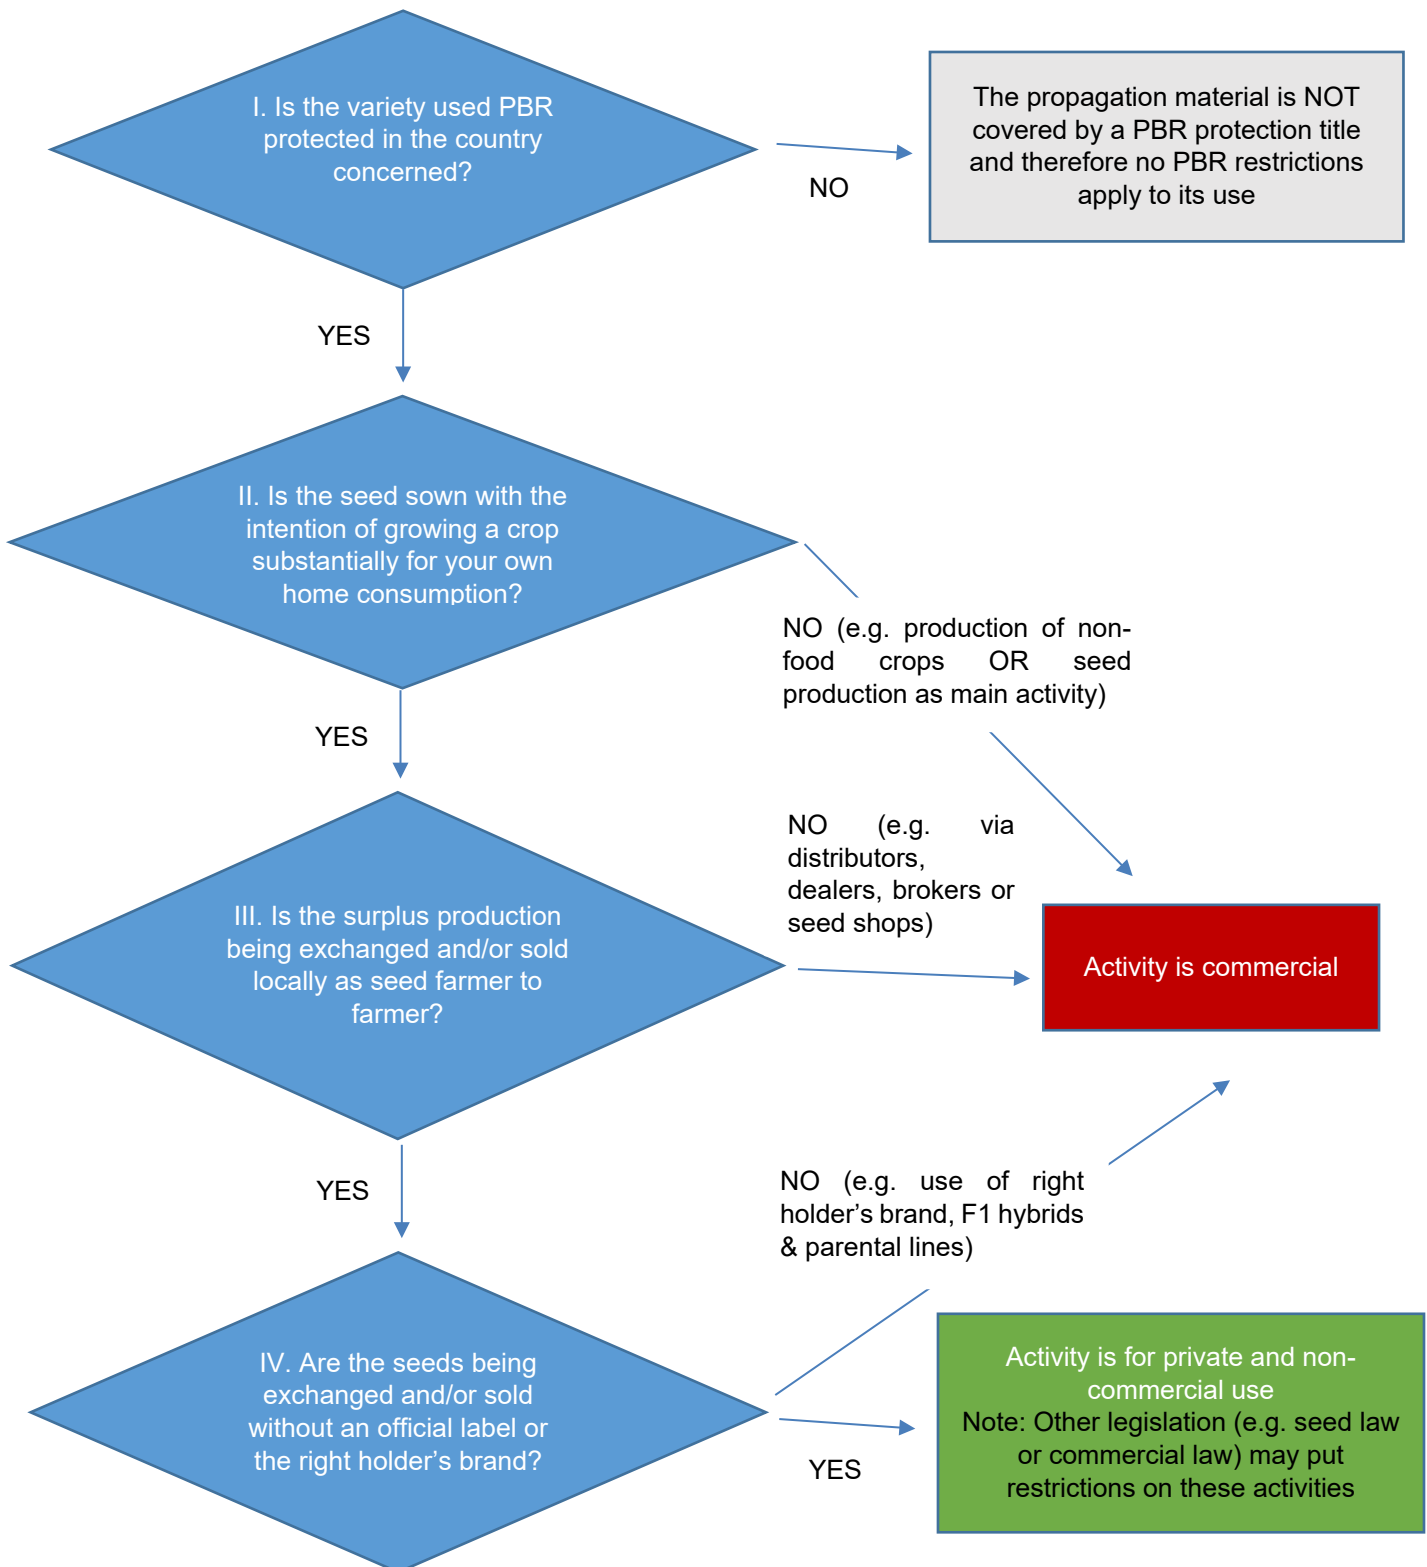 I. Is the variety used PBR
protected in the country
concerned?
The propagation material is NOT
covered by a PBR protection title
and therefore no PBR restrictions
apply to its use
NO
YES
II. Is the seed sown with the
intention of growing a crop
substantially for your own
home consumption?
NO (e.g. production of non-
food crops OR seed
production as main activity)
YES
NO (e.g. via
distributors,
dealers, brokers or
seed shops)
III. Is the surplus production
being exchanged and/or sold
locally as seed farmer to
farmer?
Activity is commercial
YES
NO (e.g. use of right
holder’s brand, F1 hybrids
& parental lines)
IV. Are the seeds being
exchanged and/or sold
without an official label or
the right holder’s brand?
YES
Activity is for private and non-
commercial use
Note: Other legislation (e.g. seed law
or commercial law) may put
restrictions on these activities